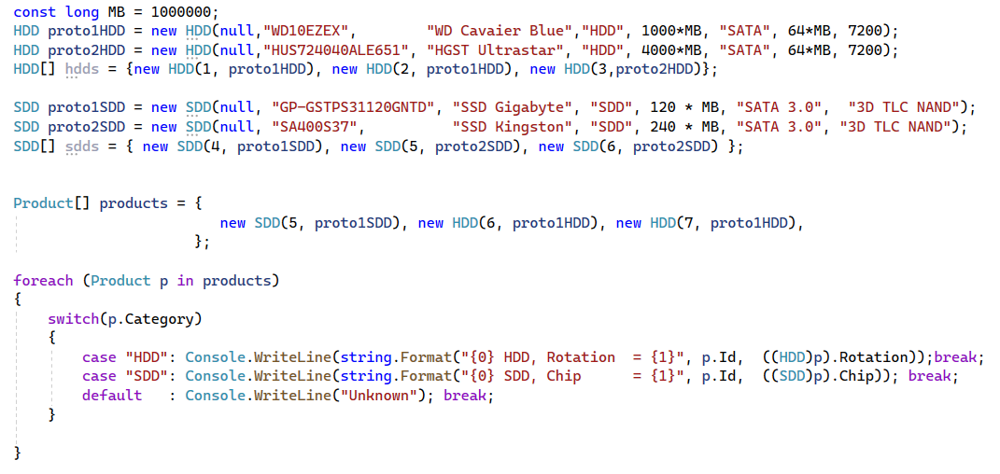 const long MB = 1000000;
HDD proto1HDD = new HDD(null,"WD10EZEX",        "WD Cavaier Blue","HDD", 1000*MB, "SATA", 64*MB, 7200);
HDD proto2HDD = new HDD(null,"HUS724040ALE651", "HGST Ultrastar", "HDD", 4000*MB, "SATA", 64*MB, 7200);
HDD[] hdds = {new HDD(1, proto1HDD), new HDD(2, proto1HDD), new HDD(3,proto2HDD)};
SDD proto1SDD = new SDD(null, "GP-GSTPS31120GNTD", "SSD Gigabyte", "SDD", 120 * MB, "SATA 3.0",   "3D TLC NAND");
SDD proto2SDD = new SDD(null, "SA400S37",          "SSD Kingston", "SDD", 240 * MB, "SATA 3.0", "3D TLC NAND");
SDD[] sdds = { new SDD(4, proto1SDD), new SDD(5, proto2SDD), new SDD(6, proto2SDD) };
Product[] products = {
                        new SDD(5, proto1SDD), new HDD(6, proto1HDD), new HDD(7, proto1HDD),
                     };
foreach (Product p in products)
{
    switch(p.Category)
    {
        case "HDD": Console.WriteLine(string.Format("{0} HDD, Rotation  = {1}", p.Id,  ((HDD)p).Rotation));break;
        case "SDD": Console.WriteLine(string.Format("{0} SDD, Chip      = {1}", p.Id,  ((SDD)p).Chip)); break;
        default   : Console.WriteLine("Unknown"); break;
    }
}